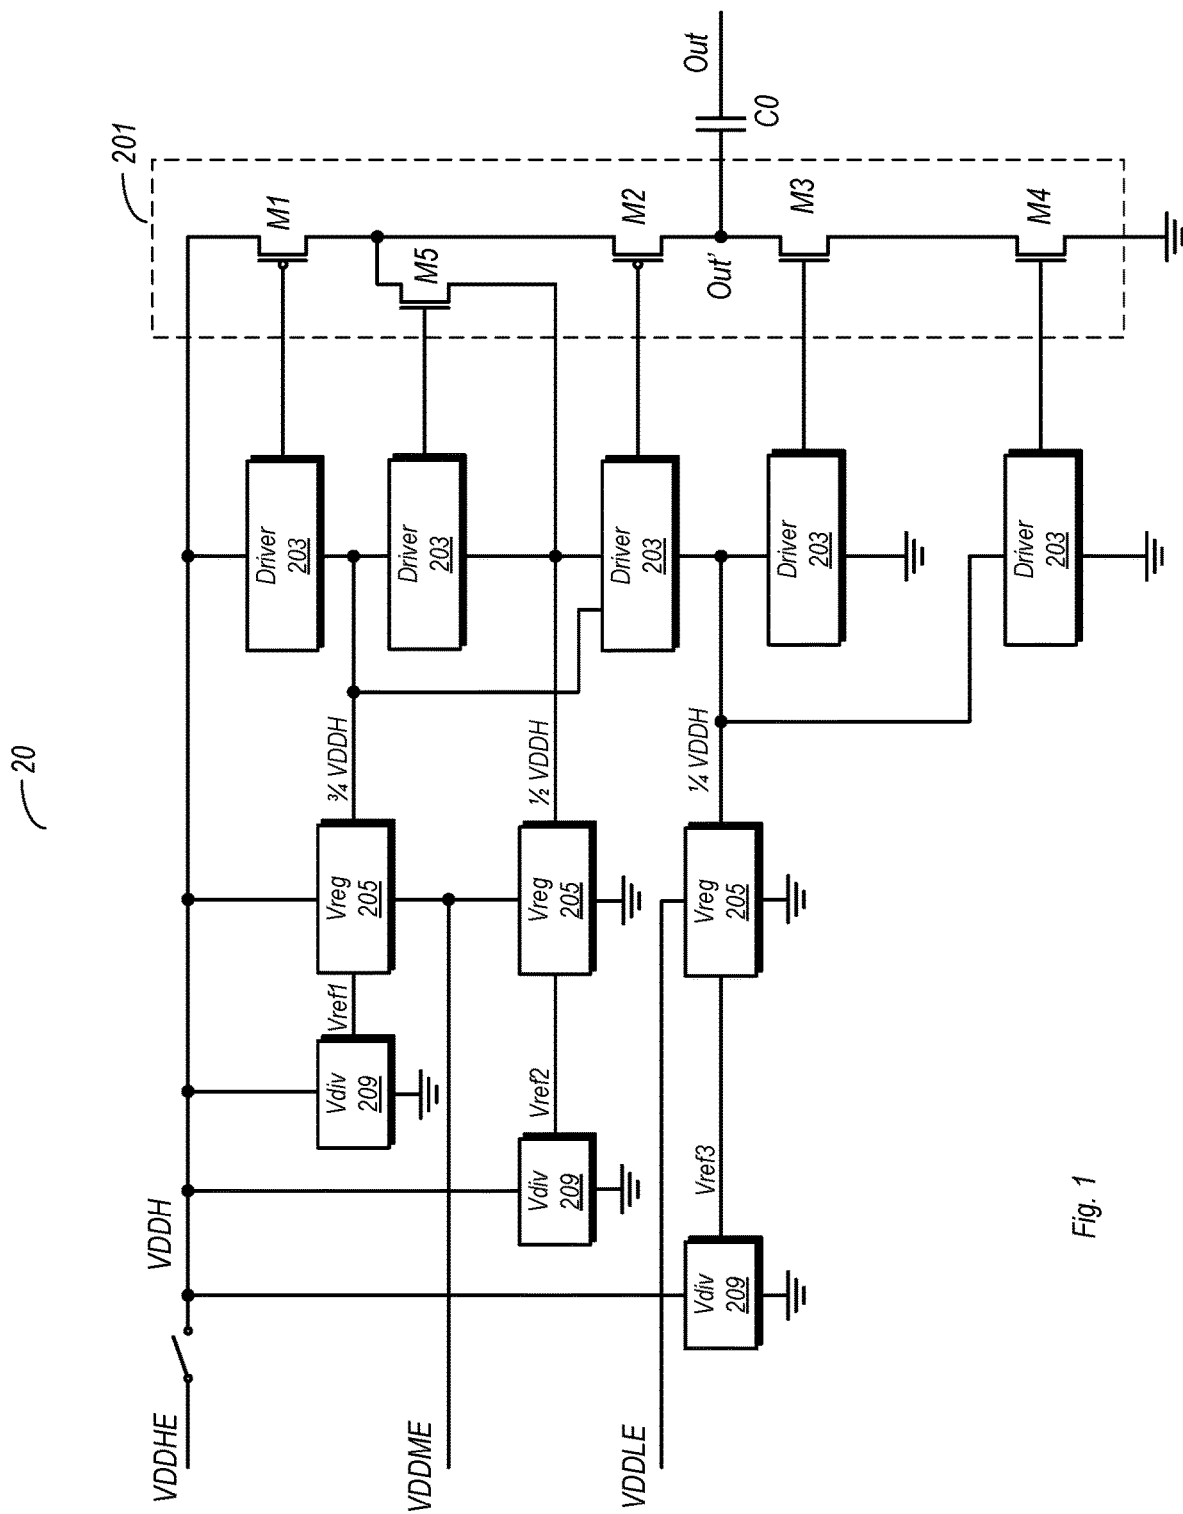 20
VDDHE
VDDH
VDDME
VDDLE
Vdiv
209
Vref1
Vreg
205
¾ VDDH
Driver
203
M1
201
Driver
203
M5
Vdiv
209
Vref2
Vreg
205
½ VDDH
Driver
203
M2
Vdiv
209
Vref3
Vreg
205
¼ VDDH
Driver
203
Out'
M3
C0
Out
Driver
203
M4
Fig. 1